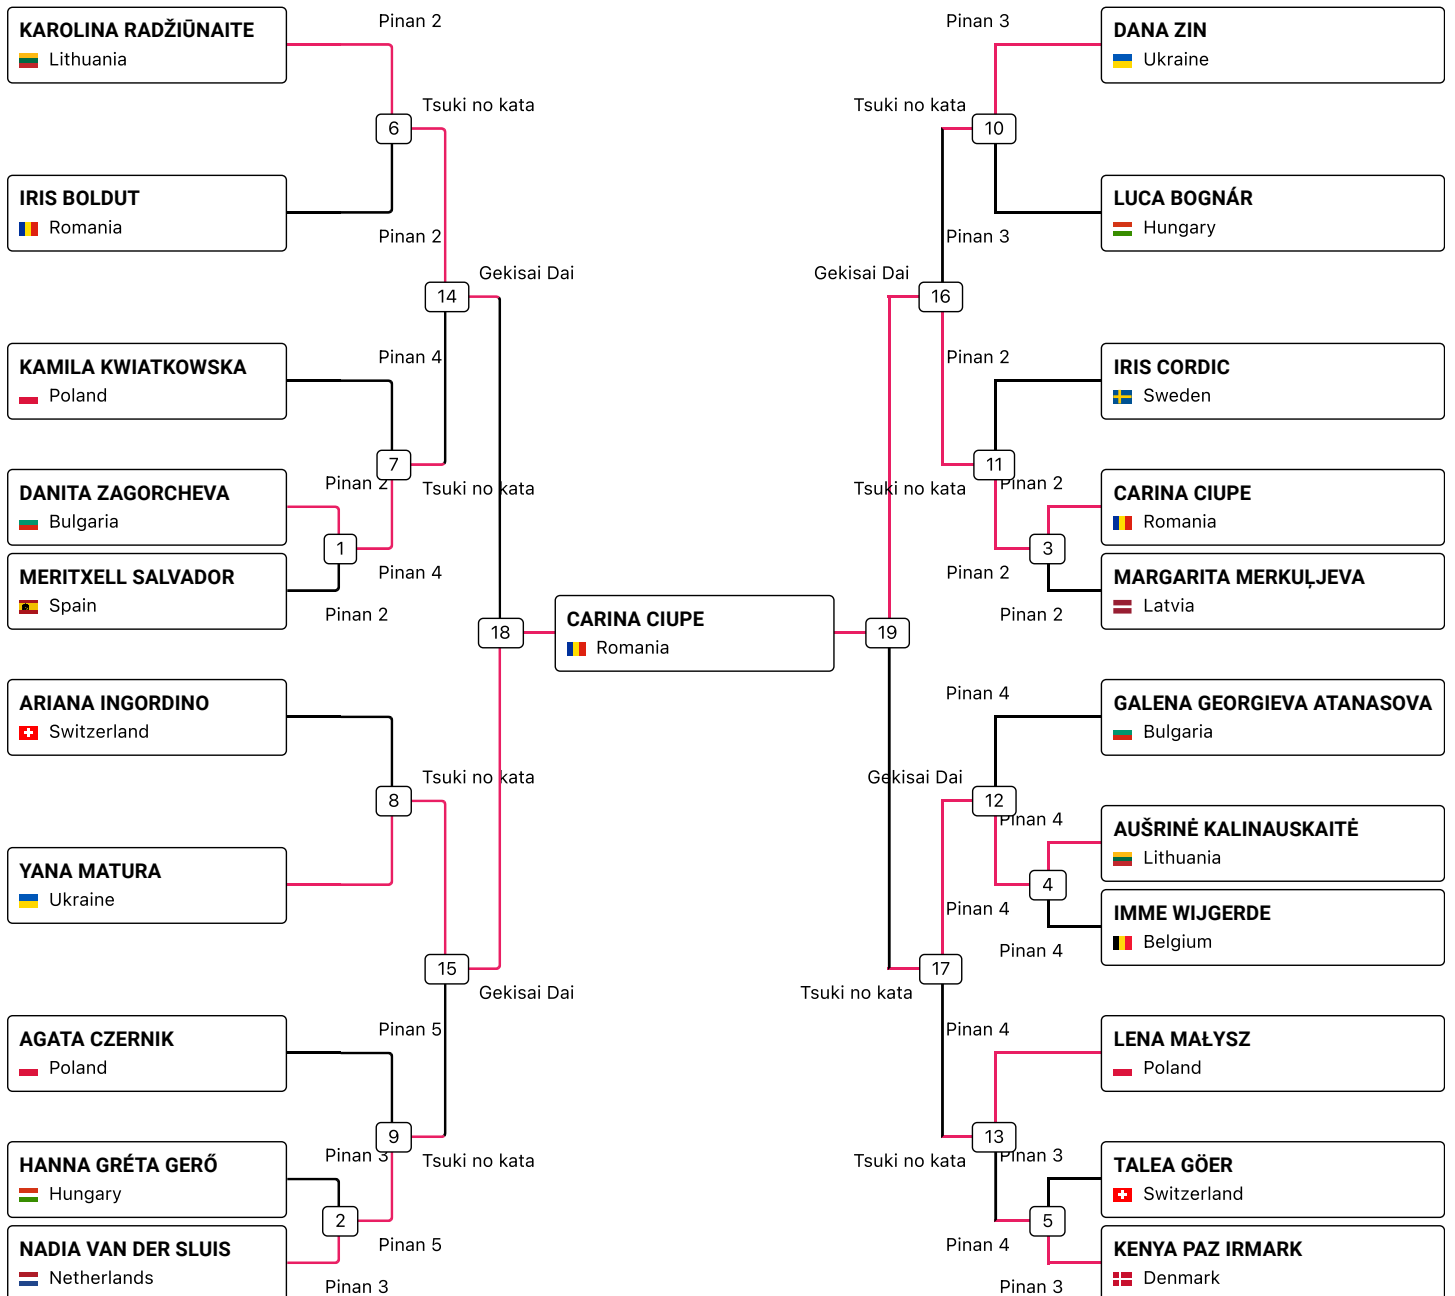 KAROLINA RADŽIŪNAITE
Lithuania
Pinan 2
6
Tsuki no kata
IRIS BOLDUT
Romania
Pinan 2
14
Gekisai Dai
KAMILA KWIATKOWSKA
Poland
Pinan 4
7
Tsuki no kata
DANITA ZAGORCHEVA
Bulgaria
Pinan 2
1
Pinan 4
MERITXELL SALVADOR
Spain
Pinan 2
18
ARIANA INGORDINO
Switzerland
8
Tsuki no kata
YANA MATURA
Ukraine
15
Gekisai Dai
AGATA CZERNIK
Poland
Pinan 5
9
Tsuki no kata
HANNA GRÉTA GERŐ
Hungary
Pinan 3
2
Pinan 5
NADIA VAN DER SLUIS
Netherlands
Pinan 3
CARINA CIUPE
Romania
Pinan 3
DANA ZIN
Ukraine
Tsuki no kata
10
LUCA BOGNÁR
Hungary
Pinan 3
Gekisai Dai
16
Pinan 2
IRIS CORDIC
Sweden
11
Tsuki no kata
Pinan 2
CARINA CIUPE
Romania
3
Pinan 2
MARGARITA MERKUĻJEVA
Latvia
Pinan 2
19
Pinan 4
GALENA GEORGIEVA ATANASOVA
Bulgaria
Gekisai Dai
12
Pinan 4
AUŠRINĖ KALINAUSKAITĖ
Lithuania
4
Pinan 4
IMME WIJGERDE
Belgium
Pinan 4
17
Tsuki no kata
Pinan 4
LENA MAŁYSZ
Poland
13
Tsuki no kata
Pinan 3
TALEA GÖER
Switzerland
5
Pinan 4
KENYA PAZ IRMARK
Denmark
Pinan 3